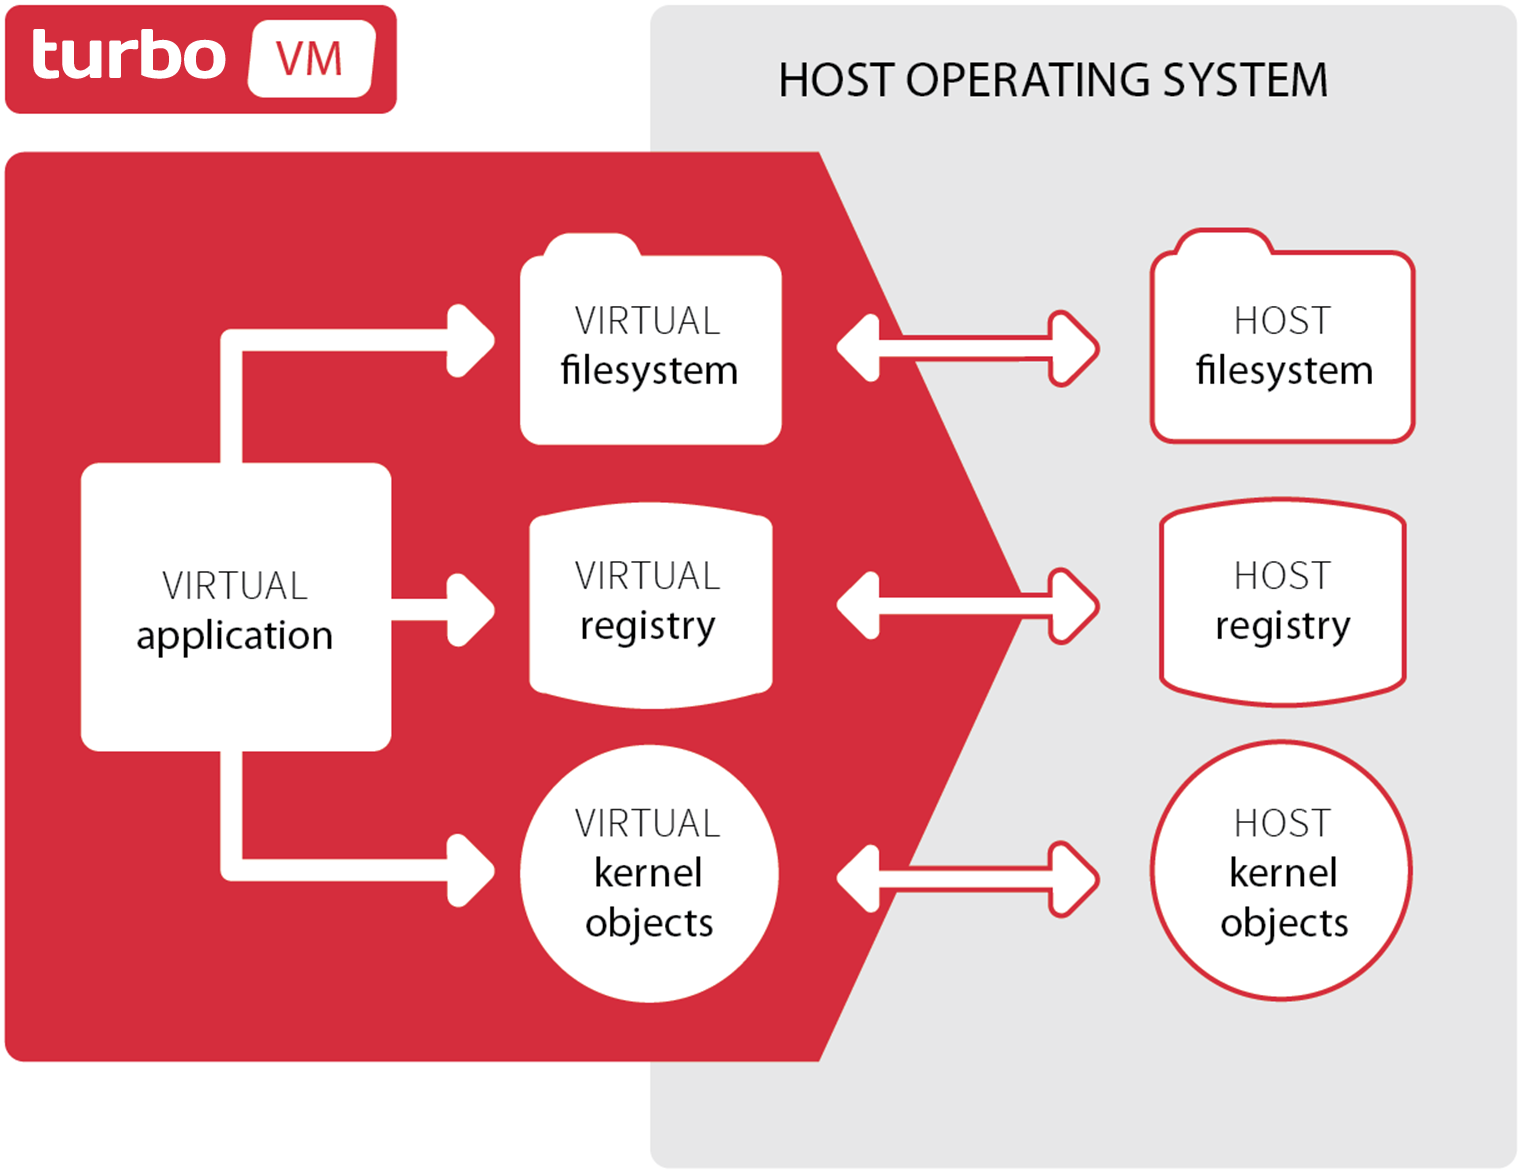 turbo VM
HOST OPERATING SYSTEM
VIRTUAL
filesystem
HOST
filesystem
VIRTUAL
application
VIRTUAL
registry
HOST
registry
VIRTUAL
kernel
objects
HOST
kernel
objects